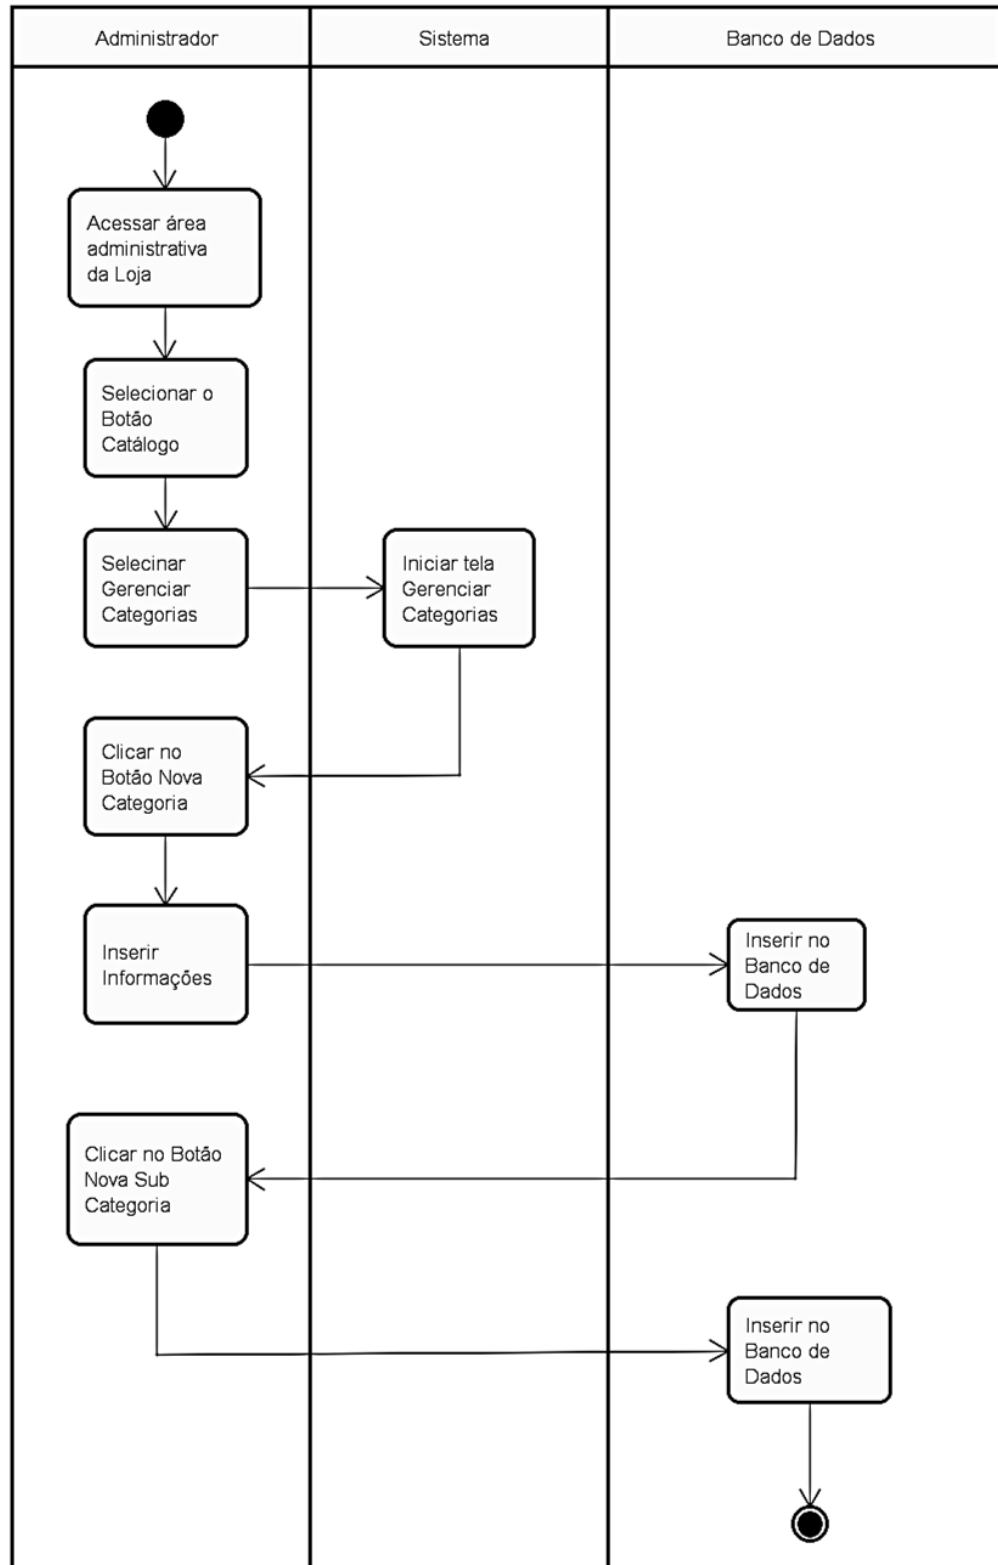 Administrador
Sistema
Banco de Dados
Acessar área
administrativa
da Loja
Selecionar o
Botão
Catálogo
Selecinar
Gerenciar
Categorias
Iniciar tela
Gerenciar
Categorias
Clicar no
Botão Nova
Categoria
Inserir
Informações
Inserir no
Banco de
Dados
Clicar no Botão
Nova Sub
Categoria
Inserir no
Banco de
Dados